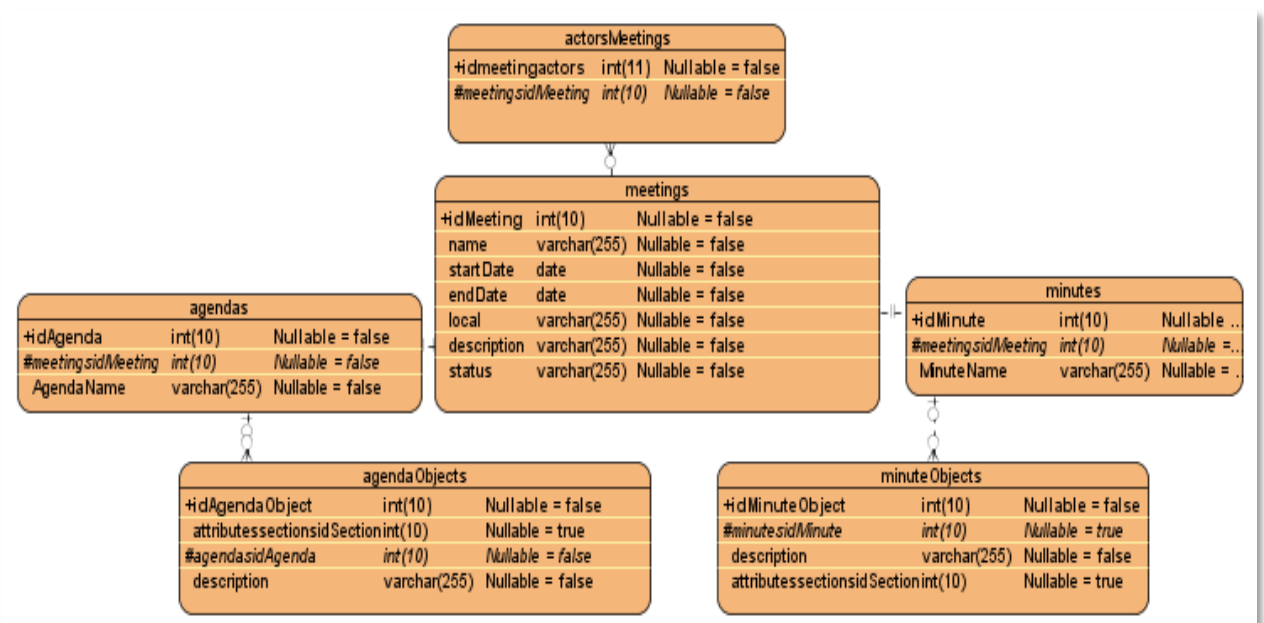 actorsMeetings
+idmeetingactors int(11) Nullable = false
#meetingsidMeeting int(10) Nullable = false
meetings
+idMeeting int(10) Nullable = false
name varchar(255) Nullable = false
startDate date Nullable = false
endDate date Nullable = false
local varchar(255) Nullable = false
description varchar(255) Nullable = false
status varchar(255) Nullable = false
agendas
+idAgenda int(10) Nullable = false
#meetingsidMeeting int(10) Nullable = false
AgendaName varchar(255) Nullable = false
minutes
+idMinute int(10) Nullable ...
#meetingsidMeeting int(10) Nullable =...
MinuteName varchar(255) Nullable = ...
agendaObjects
+idAgendaObject int(10) Nullable = false
attributessectionsidSectionint(10) Nullable = true
#agendasidAgenda int(10) Nullable = false
description varchar(255) Nullable = false
minuteObjects
+idMinuteObject int(10) Nullable = false
#minutesidMinute int(10) Nullable = true
description varchar(255) Nullable = false
attributessectionsidSectionint(10) Nullable = true